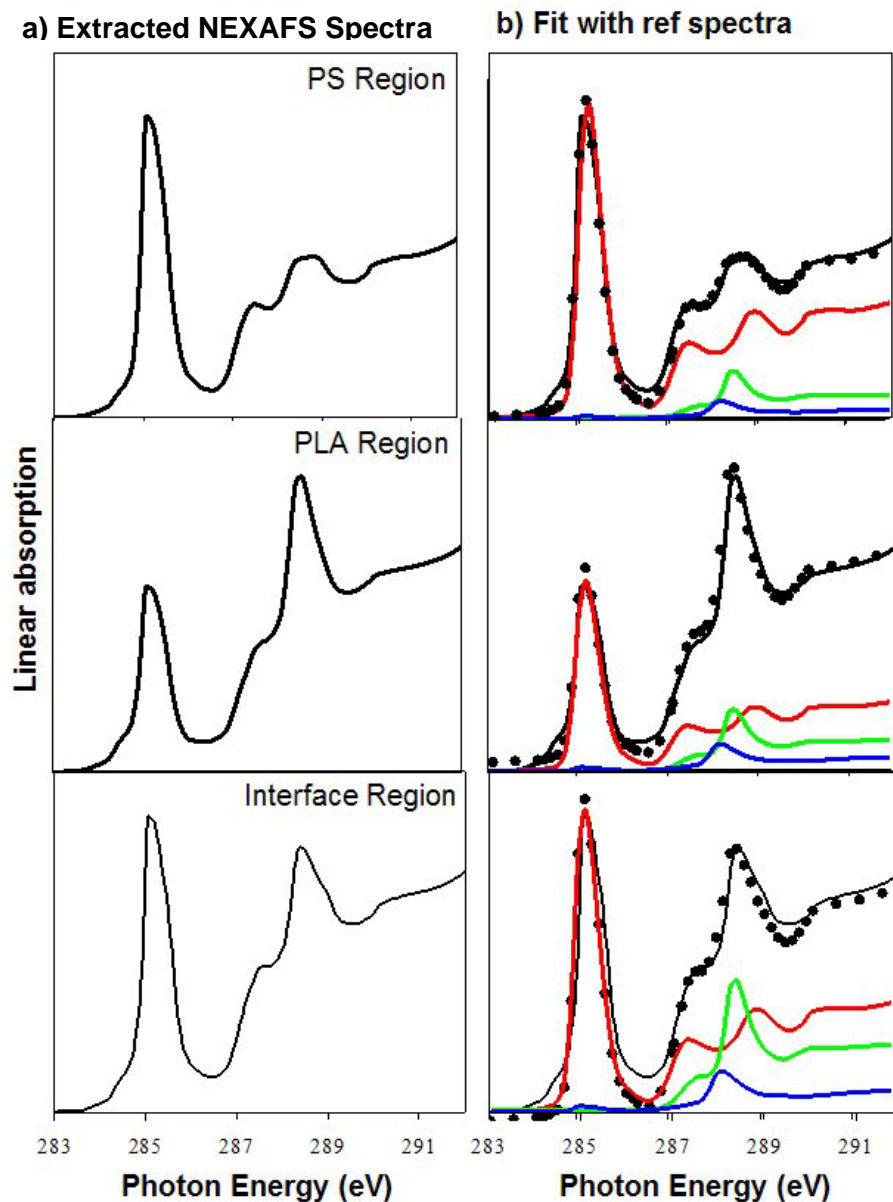 a) Extracted NEXAFS Spectra
b) Fit with ref spectra
PS Region
PLA Region
Interface Region
Linear absorption
283 285 287 289 291
283 285 287 289 291
Photon Energy (eV)
Photon Energy (eV)